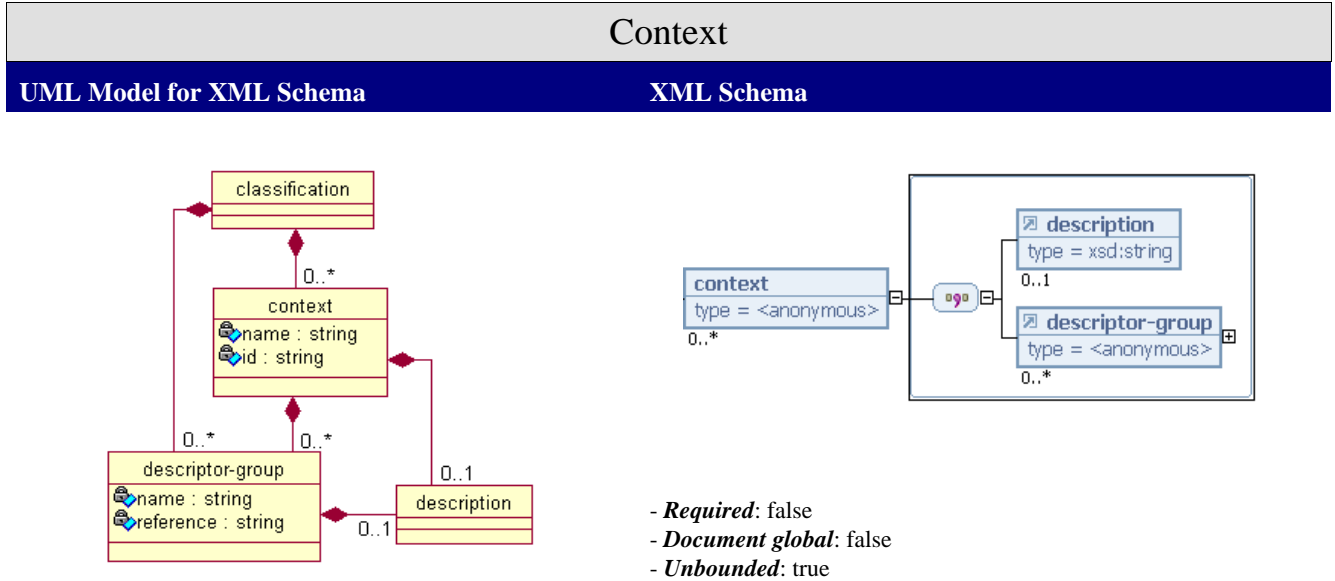 Context
UML Model for XML Schema
XML Schema
classification
0..*
context
name : string
id : string
0..*
0..*
descriptor-group
name : string
reference : string
0..1
0..1
description
context
type = <anonymous>
0..*
description
type = xsd:string
0..1
descriptor-group
type = <anonymous>
0..*
- Required: false
- Document global: false
- Unbounded: true